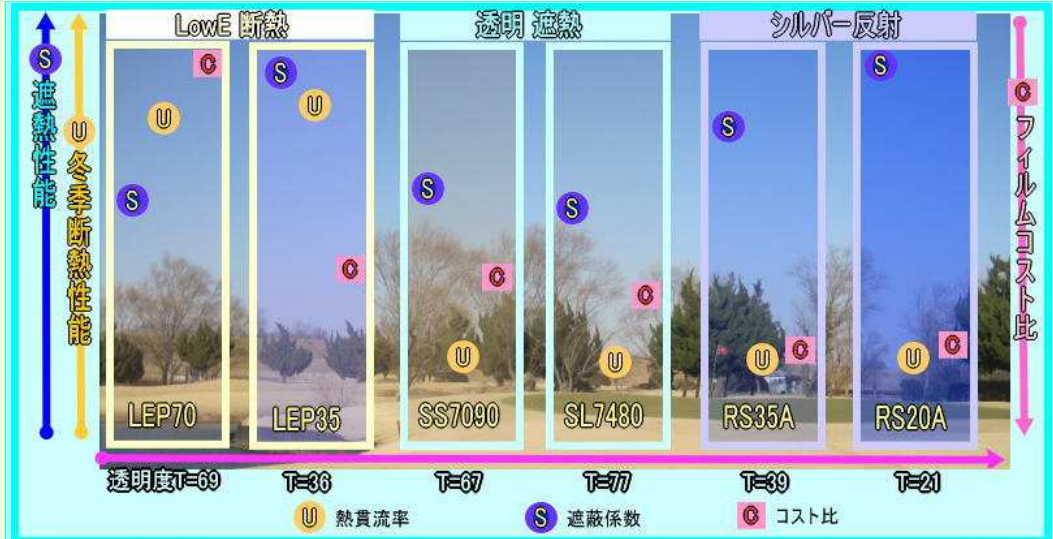 LowE 断熱
透明 遮熱
シルバー反射
S 遮熱性能
U 冬季断熱性能
C フィルムコスト比
C
S
U
S
U
C
S
C
U
S
C
U
S
C
U
S
C
U
LEP70
LEP35
SS7090
SL7480
RS35A
RS20A
透明度T=69
T=36
T=67
T=77
T=39
T=21
U 熱貫流率
S 遮蔽係数
C コスト比